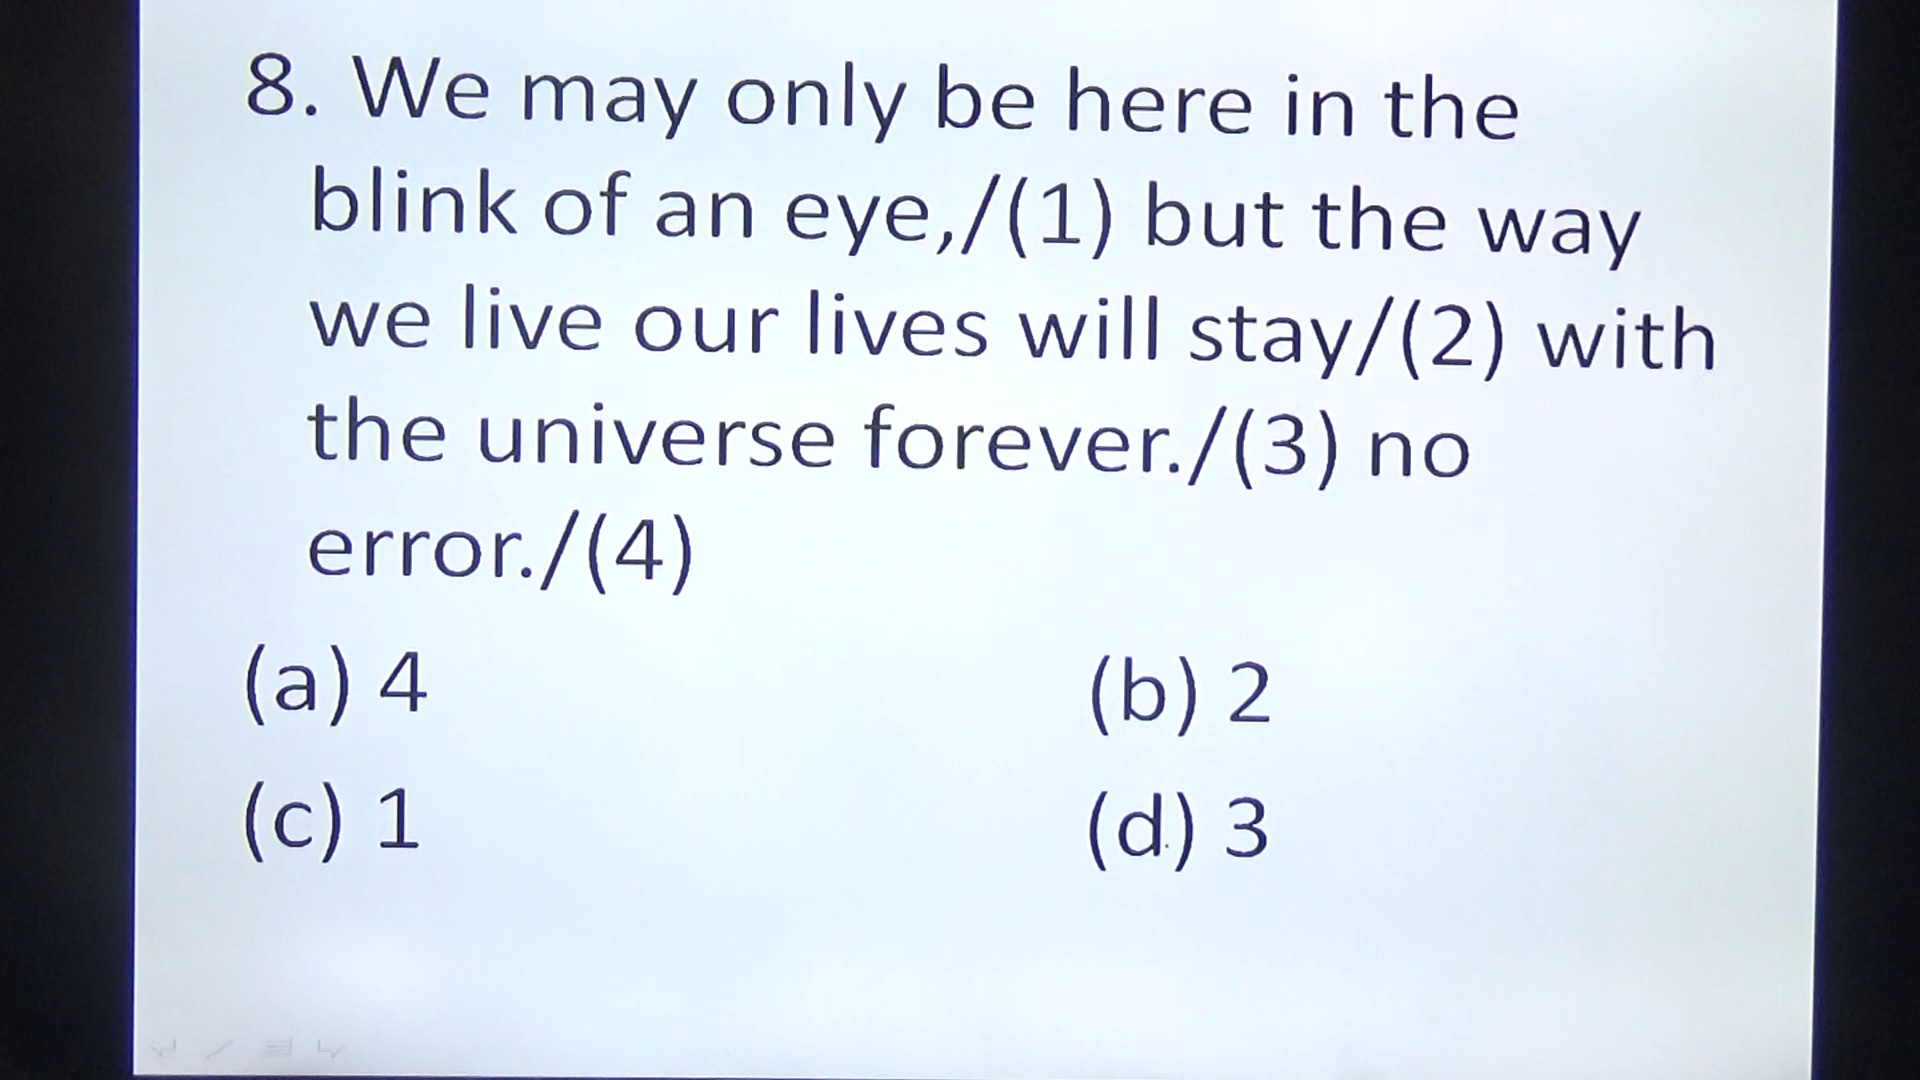 8. We may only be here in the
blink of an eye,/(1) but the way
we live our lives will stay/(2) with
the universe forever./(3) no
error./(4)
(a) 4 (b) 2
(c) 1 (d) 3